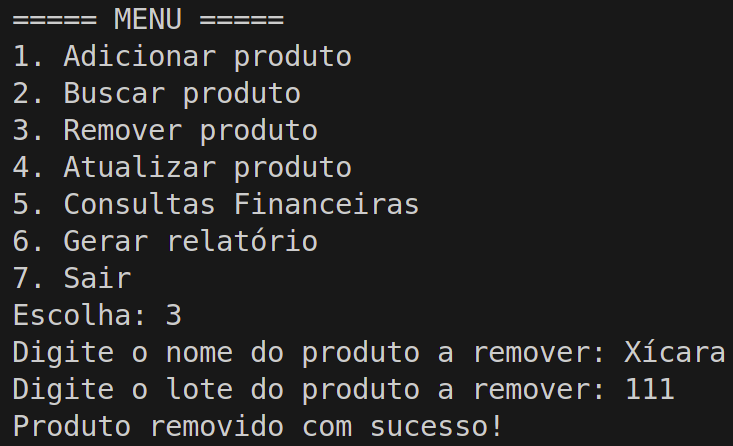 ===== MENU =====
1. Adicionar produto
2. Buscar produto
3. Remover produto
4. Atualizar produto
5. Consultas Financeiras
6. Gerar relatório
7. Sair
Escolha: 3
Digite o nome do produto a remover: Xícara
Digite o lote do produto a remover: 111
Produto removido com sucesso!